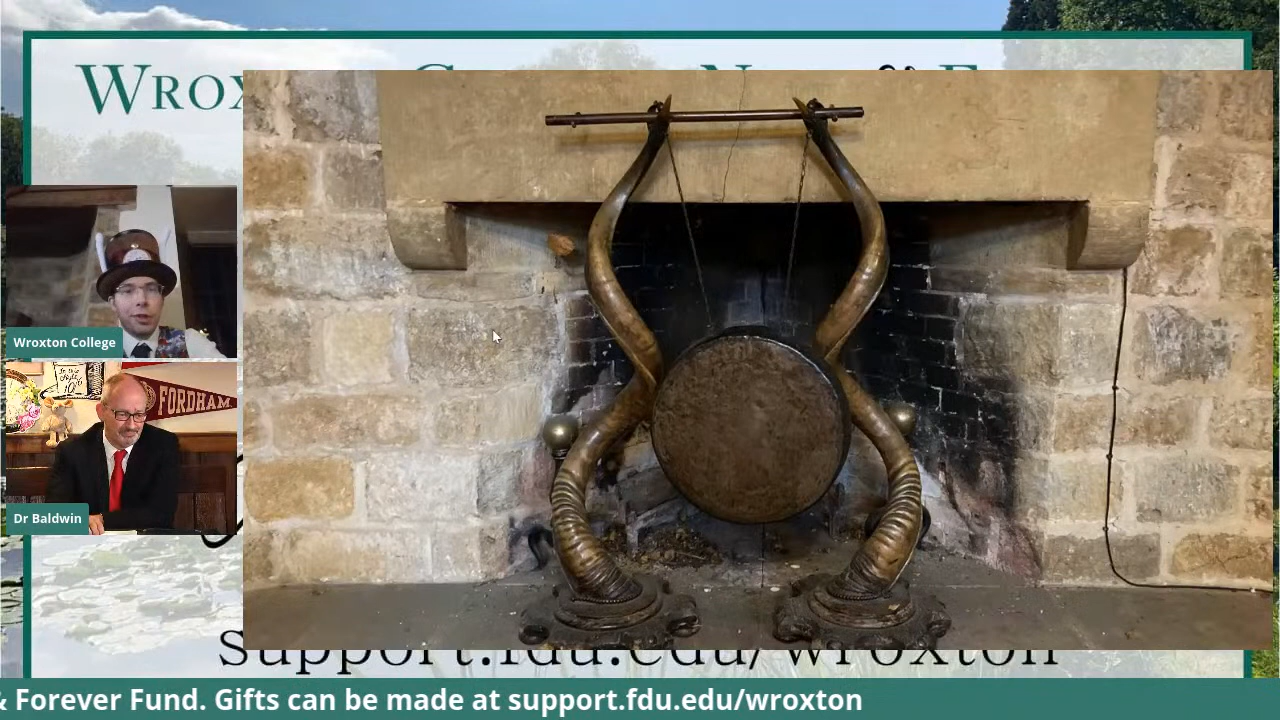 WROX
Wroxton College
FORDHAM
Dr Baldwin
support.fdu.edu/wroxton
& Forever Fund. Gifts can be made at support.fdu.edu/wroxton